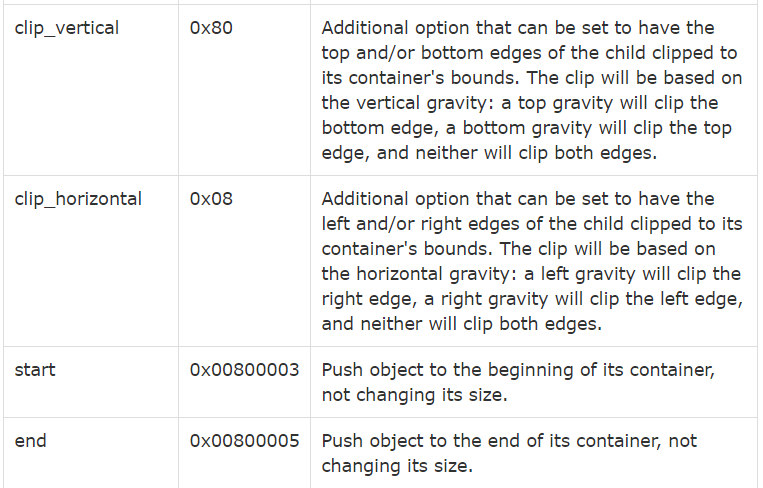 clip_vertical
0x80
Additional option that can be set to have the
top and/or bottom edges of the child clipped to
its container's bounds. The clip will be based on
the vertical gravity: a top gravity will clip the
bottom edge, a bottom gravity will clip the top
edge, and neither will clip both edges.
clip_horizontal
0x08
Additional option that can be set to have the
left and/or right edges of the child clipped to its
container's bounds. The clip will be based on
the horizontal gravity: a left gravity will clip the
right edge, a right gravity will clip the left edge,
and neither will clip both edges.
start
0x00800003
Push object to the beginning of its container,
not changing its size.
end
0x00800005
Push object to the end of its container, not
changing its size.